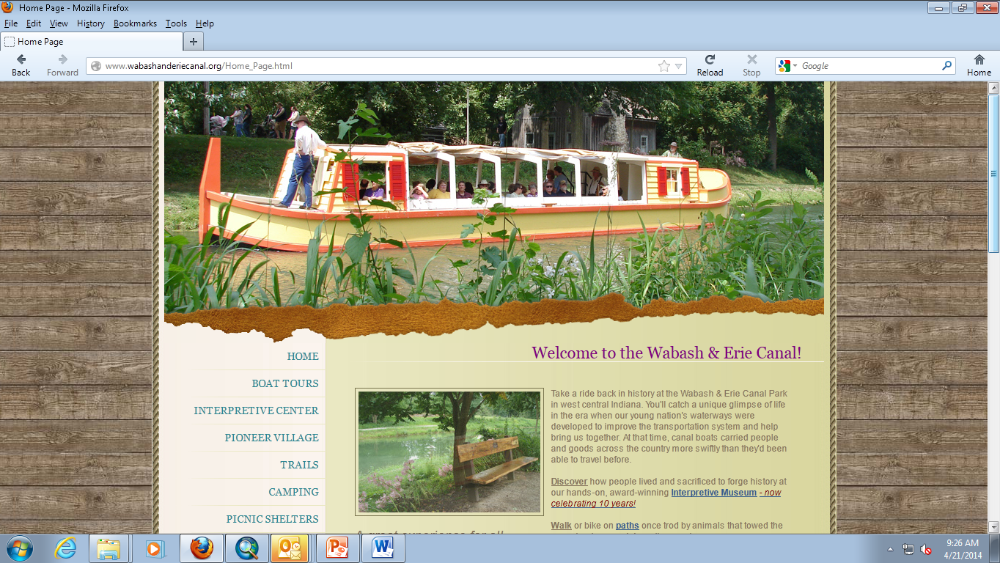 Home Page - Mozilla Firefox
File Edit View History Bookmarks Tools Help
Home Page
Back Forward www.wabashanderiecanal.org/Home_Page.html Reload Stop Google Home
Welcome to the Wabash & Erie Canal!
HOME
BOAT TOURS
INTERPRETIVE CENTER
PIONEER VILLAGE
TRAILS
CAMPING
PICNIC SHELTERS
Take a ride back in history at the Wabash & Erie Canal Park
in west central Indiana. You'll catch a unique glimpse of life
in the era when our young nation's waterways were
developed to improve the transportation system and help
bring us together. At that time, canal boats carried people
and goods across the country more swiftly than they'd been
able to travel before.
Discover how people lived and sacrificed to forge history at
our hands-on, award-winning Interpretive Museum - now
celebrating 10 years!
Walk or bike on paths once trod by animals that towed the
A great experience for all
9:26 AM
4/21/2014